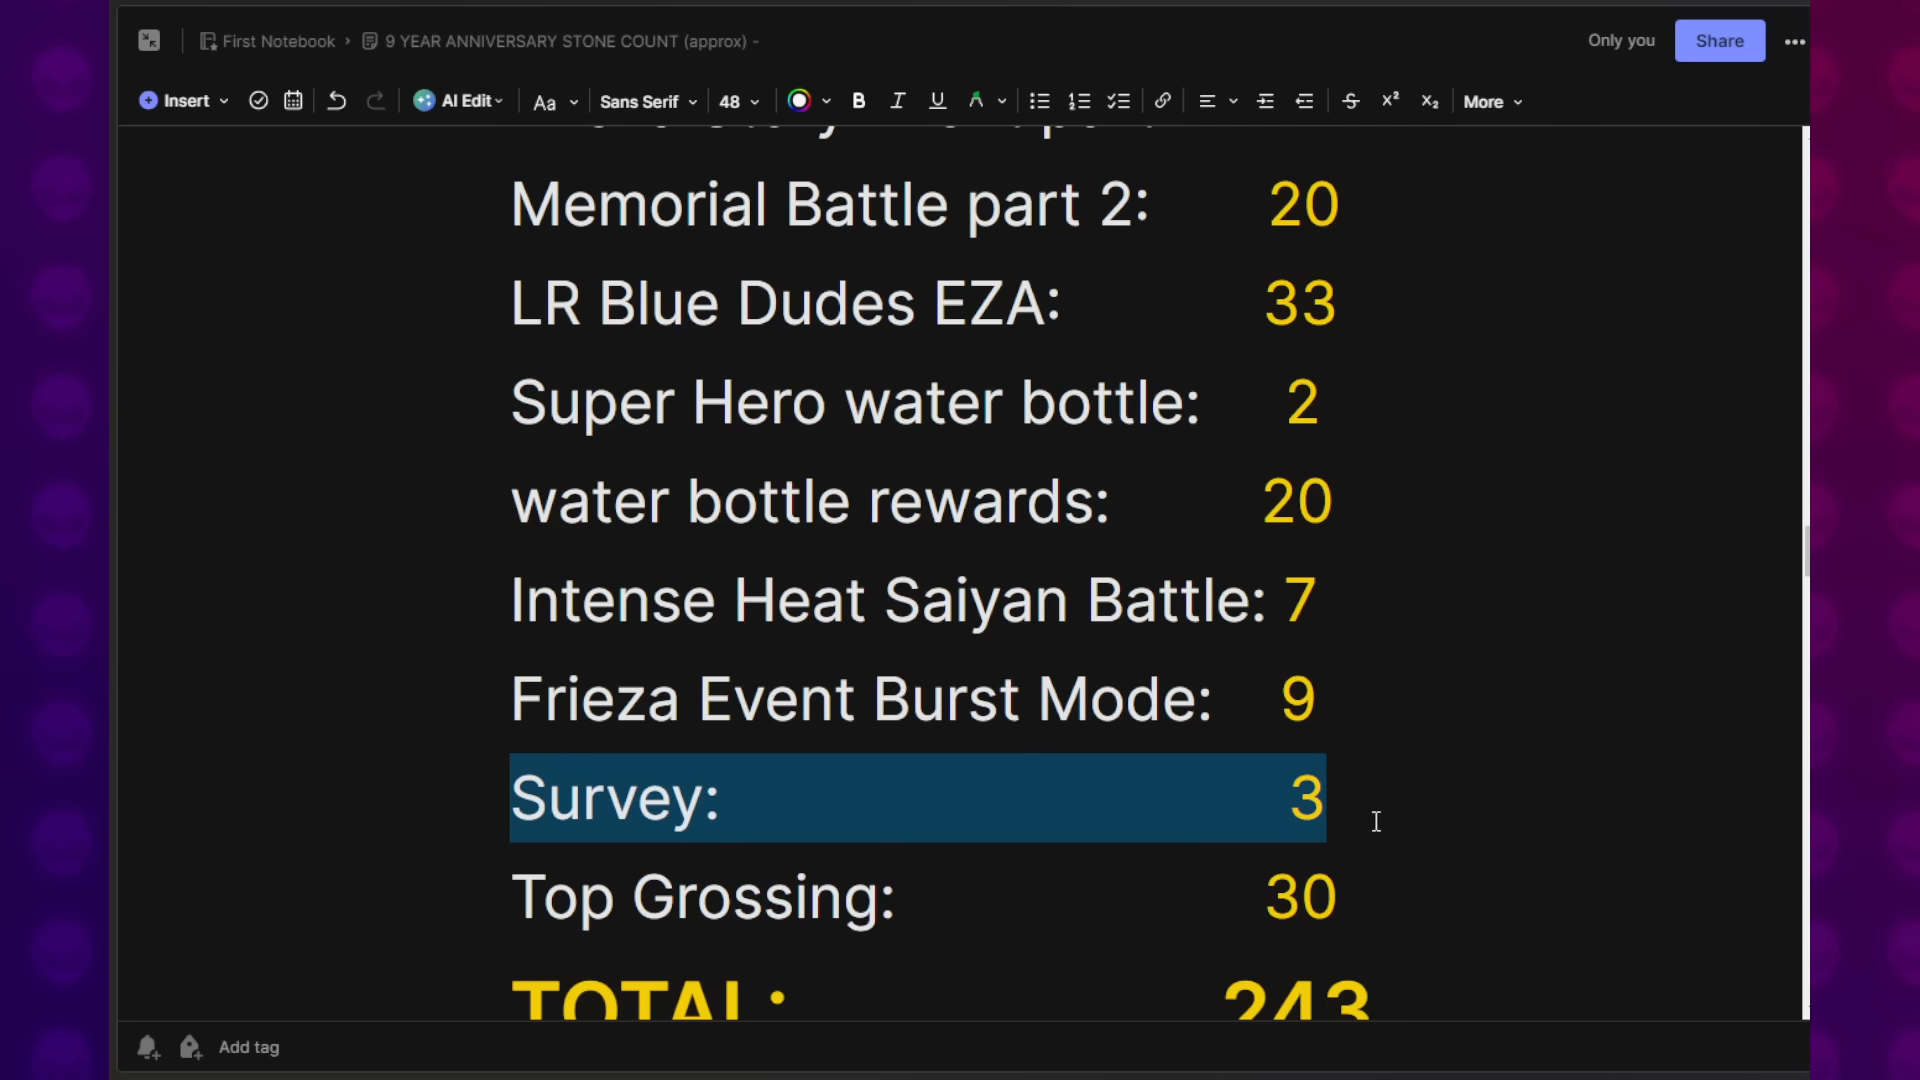 First Notebook › 9 YEAR ANNIVERSARY STONE COUNT (approx) -
Only you
Share
Insert
AI Edit
Aa
Sans Serif
48
B I U
More
Memorial Battle part 2: 20
LR Blue Dudes EZA: 33
Super Hero water bottle: 2
water bottle rewards: 20
Intense Heat Saiyan Battle: 7
Frieza Event Burst Mode: 9
Survey: 3
Top Grossing: 30
TOTAL: 243
Add tag